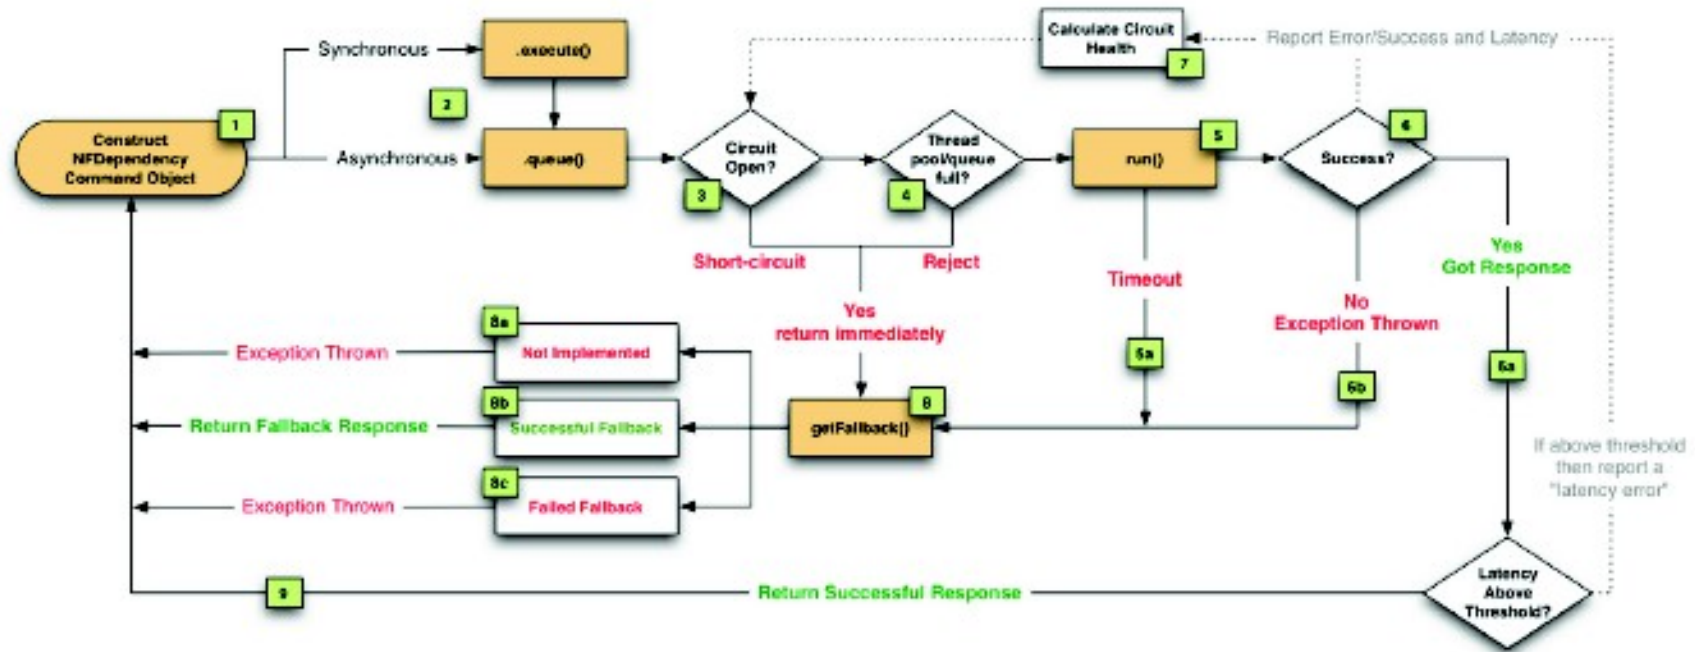 Synchronous
.execute()
Calculate Circuit
Health
7
Report Error/Success and Latency
2
1
Construct
NFDependency
Command Object
Asynchronous
.queue()
Circuit
Open?
3
Thread
pool/queue
full?
4
run()
5
Success?
6
Short-circuit
Reject
Timeout
Yes
Got Response
Yes
return immediately
No
Exception Thrown
5a
6a
6b
8a
Exception Thrown
Not Implemented
8b
Return Fallback Response
Successful Fallback
getFallback()
8
8c
Exception Thrown
Failed Fallback
If above threshold
then report a
"latency error"
9
Return Successful Response
Latency
Above
Threshold?